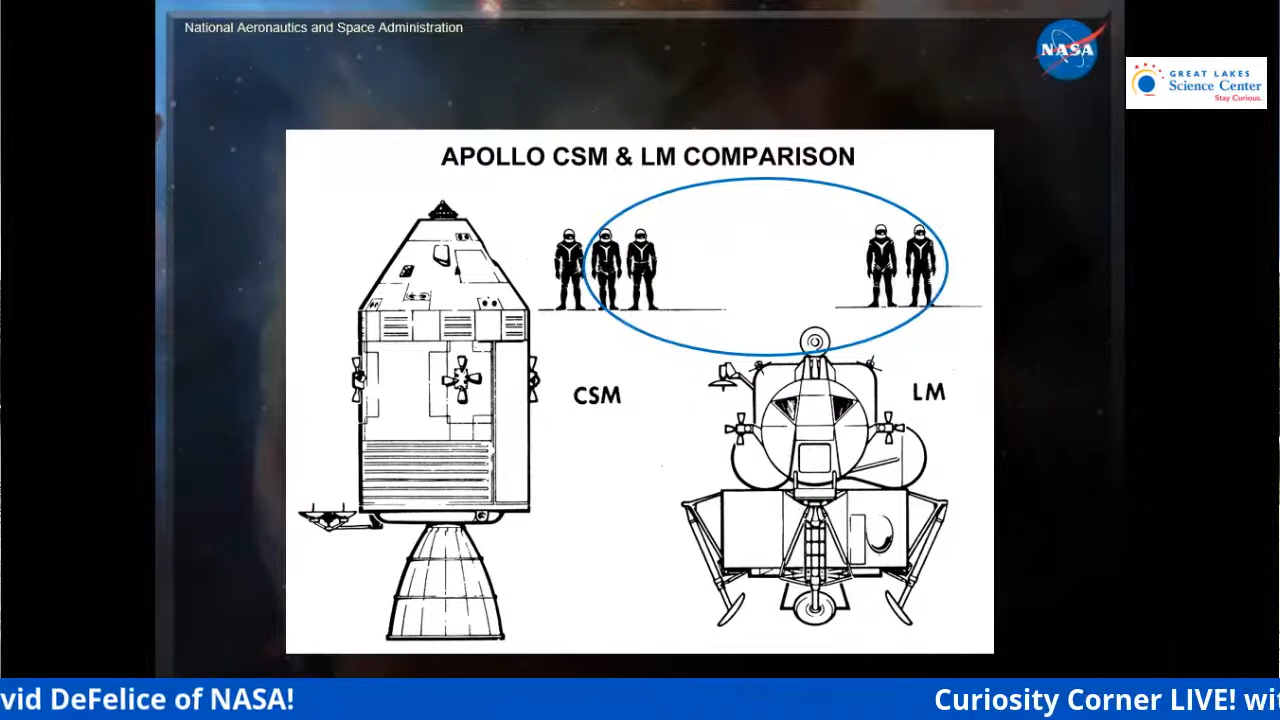 National Aeronautics and Space Administration
NASA
GREAT LAKES
Science Center
Stay Curious.
APOLLO CSM & LM COMPARISON
CSM
LM
vid DeFelice of NASA!
Curiosity Corner LIVE! wi